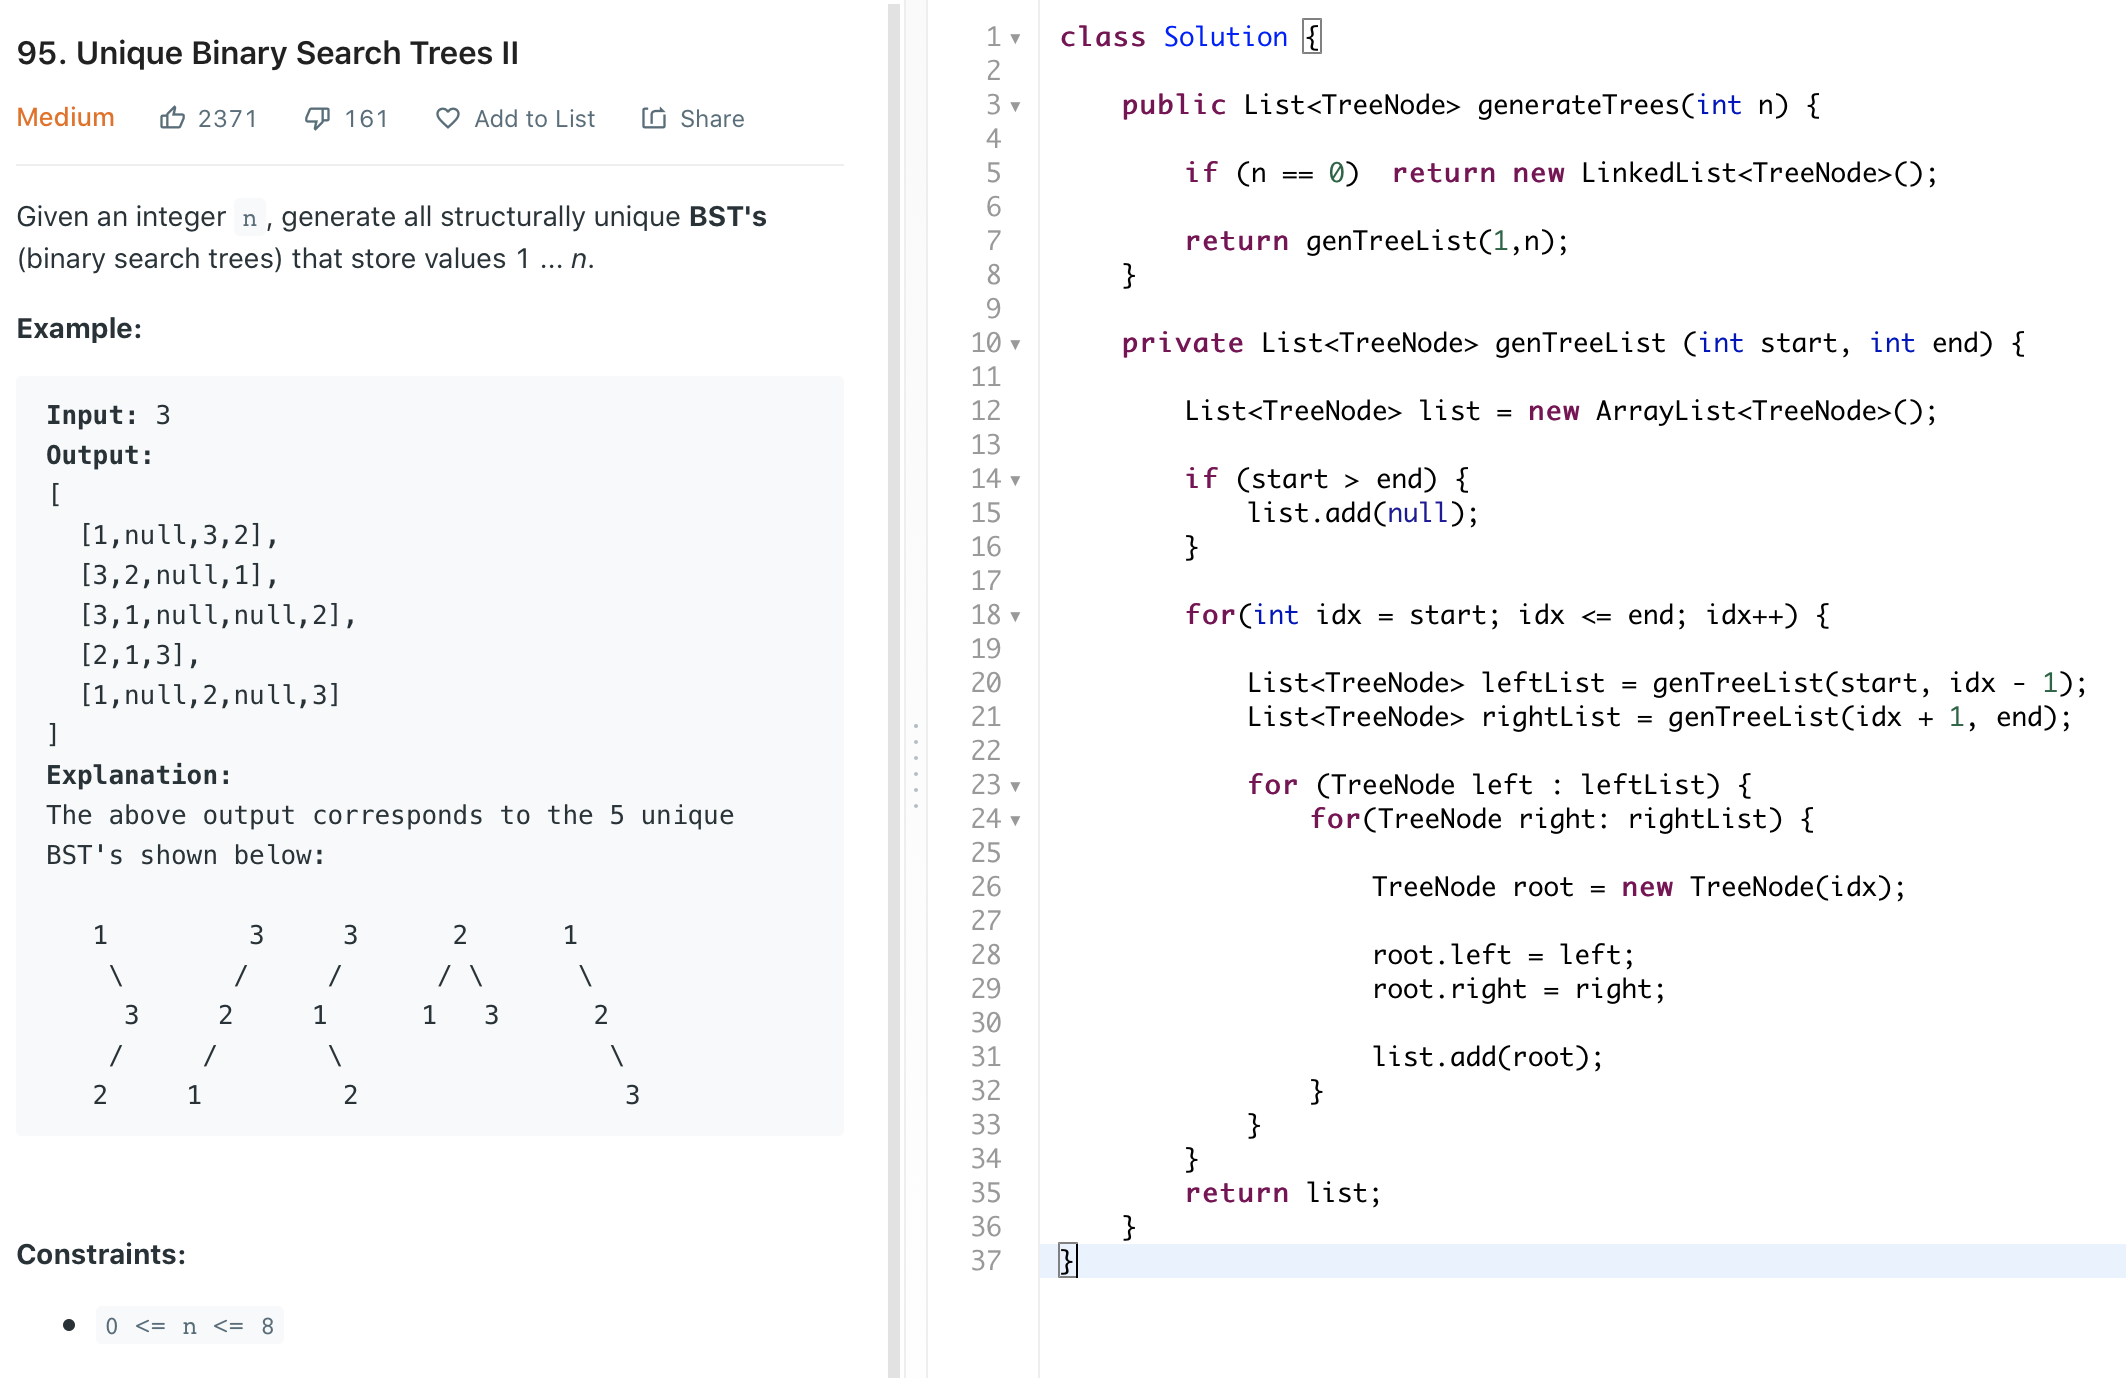 95. Unique Binary Search Trees II
Medium 2371 161 Add to List Share
Given an integer n, generate all structurally unique BST's
(binary search trees) that store values 1 ... n.
Example:
Input: 3
Output:
[
  [1,null,3,2],
  [3,2,null,1],
  [3,1,null,null,2],
  [2,1,3],
  [1,null,2,null,3]
]
Explanation:
The above output corresponds to the 5 unique
BST's shown below:
   1         3     3      2      1
    \       /     /      / \      \
     3     2     1      1   3      2
    /     /       \                 \
   2     1         2                 3
Constraints:
• 0 <= n <= 8
1 class Solution {
2
3     public List<TreeNode> generateTrees(int n) {
4
5         if (n == 0)  return new LinkedList<TreeNode>();
6
7         return genTreeList(1,n);
8     }
9
10     private List<TreeNode> genTreeList (int start, int end) {
11
12         List<TreeNode> list = new ArrayList<TreeNode>();
13
14         if (start > end) {
15             list.add(null);
16         }
17
18         for(int idx = start; idx <= end; idx++) {
19
20             List<TreeNode> leftList = genTreeList(start, idx - 1);
21             List<TreeNode> rightList = genTreeList(idx + 1, end);
22
23             for (TreeNode left : leftList) {
24                 for(TreeNode right: rightList) {
25
26                     TreeNode root = new TreeNode(idx);
27
28                     root.left = left;
29                     root.right = right;
30
31                     list.add(root);
32                 }
33             }
34         }
35         return list;
36     }
37 }